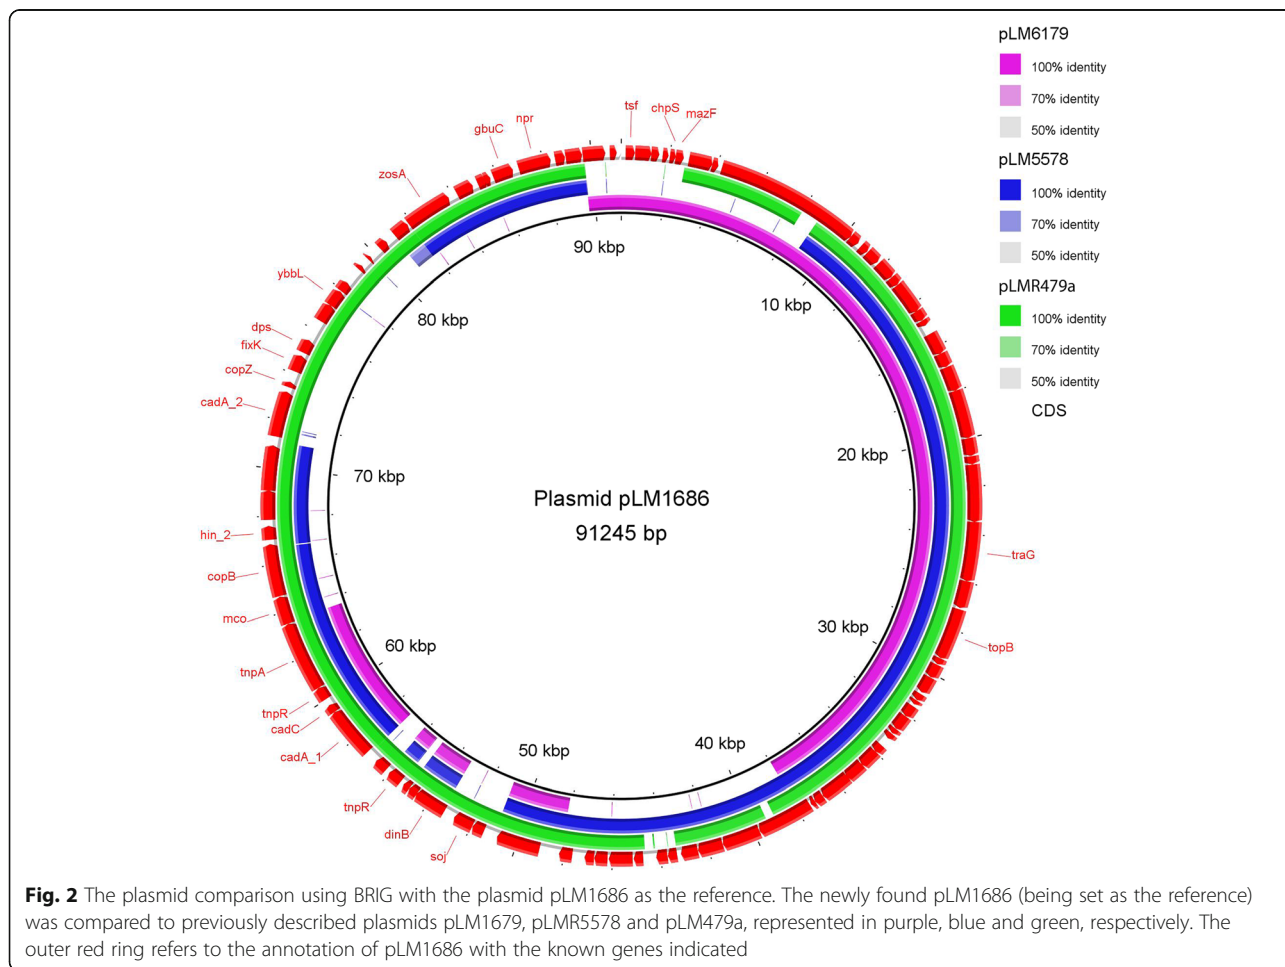 pLM6179
100% identity
70% identity
50% identity
pLM5578
100% identity
70% identity
50% identity
pLMR479a
100% identity
70% identity
50% identity
CDS
tsf
chpS
mazF
npr
gbuC
zosA
ybbL
dps
fixK
copZ
cadA_2
hin_2
copB
mco
tnpA
tnpR
cadC
cadA_1
tnpR
dinB
soj
traG
topB
90 kbp
10 kbp
80 kbp
20 kbp
70 kbp
30 kbp
60 kbp
40 kbp
50 kbp
Plasmid pLM1686
91245 bp
Fig. 2 The plasmid comparison using BRIG with the plasmid pLM1686 as the reference. The newly found pLM1686 (being set as the reference)
was compared to previously described plasmids pLM1679, pLMR5578 and pLM479a, represented in purple, blue and green, respectively. The
outer red ring refers to the annotation of pLM1686 with the known genes indicated